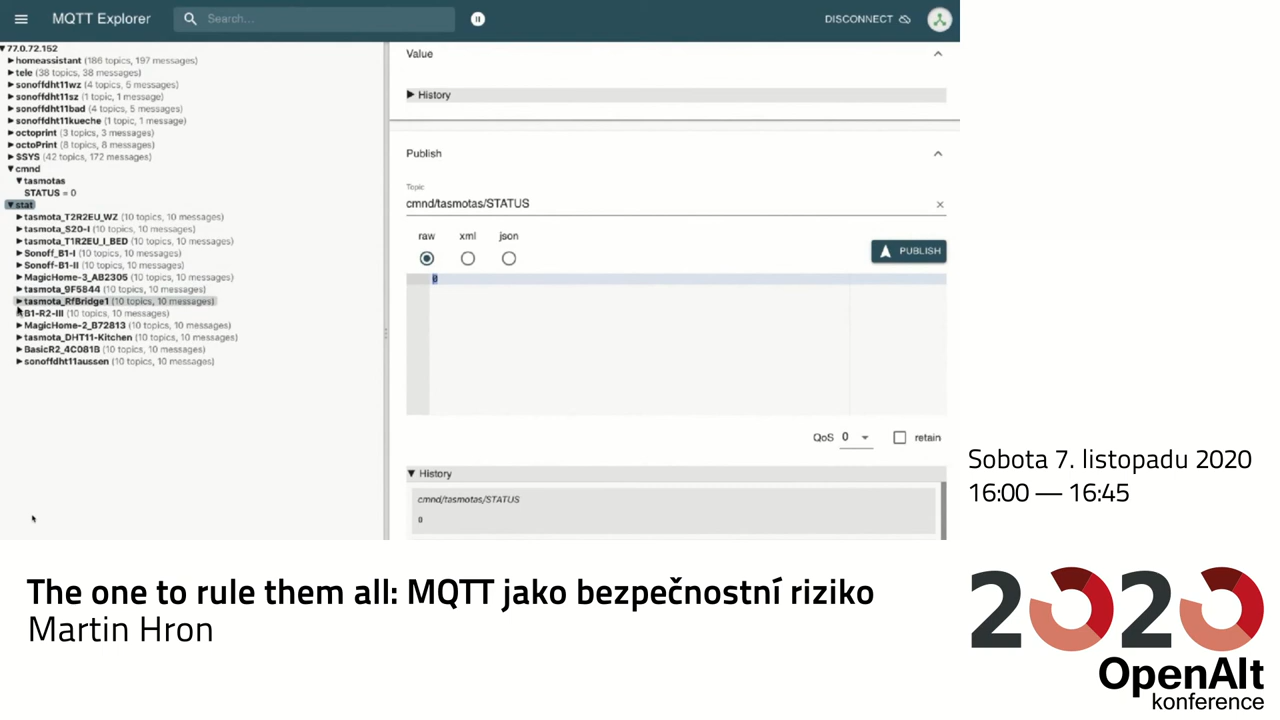 MQTT Explorer
Search...
DISCONNECT
77.0.72.152
homeassistant (186 topics, 197 messages)
tele (38 topics, 38 messages)
sonoffdht11wz (4 topics, 5 messages)
sonoffdht11sz (1 topic, 1 message)
sonoffdht11bad (4 topics, 5 messages)
sonoffdht11kueche (1 topic, 1 message)
octoprint (3 topics, 3 messages)
octoPrint (8 topics, 8 messages)
$SYS (42 topics, 172 messages)
cmnd
tasmotas
STATUS = 0
stat
tasmota_T2R2EU_WZ (10 topics, 10 messages)
tasmota_S20-I (10 topics, 10 messages)
tasmota_T1R2EU_I_BED (10 topics, 10 messages)
Sonoff_B1-I (10 topics, 10 messages)
Sonoff-B1-II (10 topics, 10 messages)
MagicHome-3_AB2305 (10 topics, 10 messages)
tasmota_9F5844 (10 topics, 10 messages)
tasmota_RfBridge1 (10 topics, 10 messages)
B1-R2-III (10 topics, 10 messages)
MagicHome-2_B72813 (10 topics, 10 messages)
tasmota_DHT11-Kitchen (10 topics, 10 messages)
BasicR2_4C081B (10 topics, 10 messages)
sonoffdht11aussen (10 topics, 10 messages)
Value
History
Publish
Topic
cmnd/tasmotas/STATUS
raw xml json
PUBLISH
0
QoS 0 retain
History
cmnd/tasmotas/STATUS
0
Sobota 7. listopadu 2020
16:00 — 16:45
The one to rule them all: MQTT jako bezpečnostní riziko
Martin Hron
2020
OpenAlt
konference